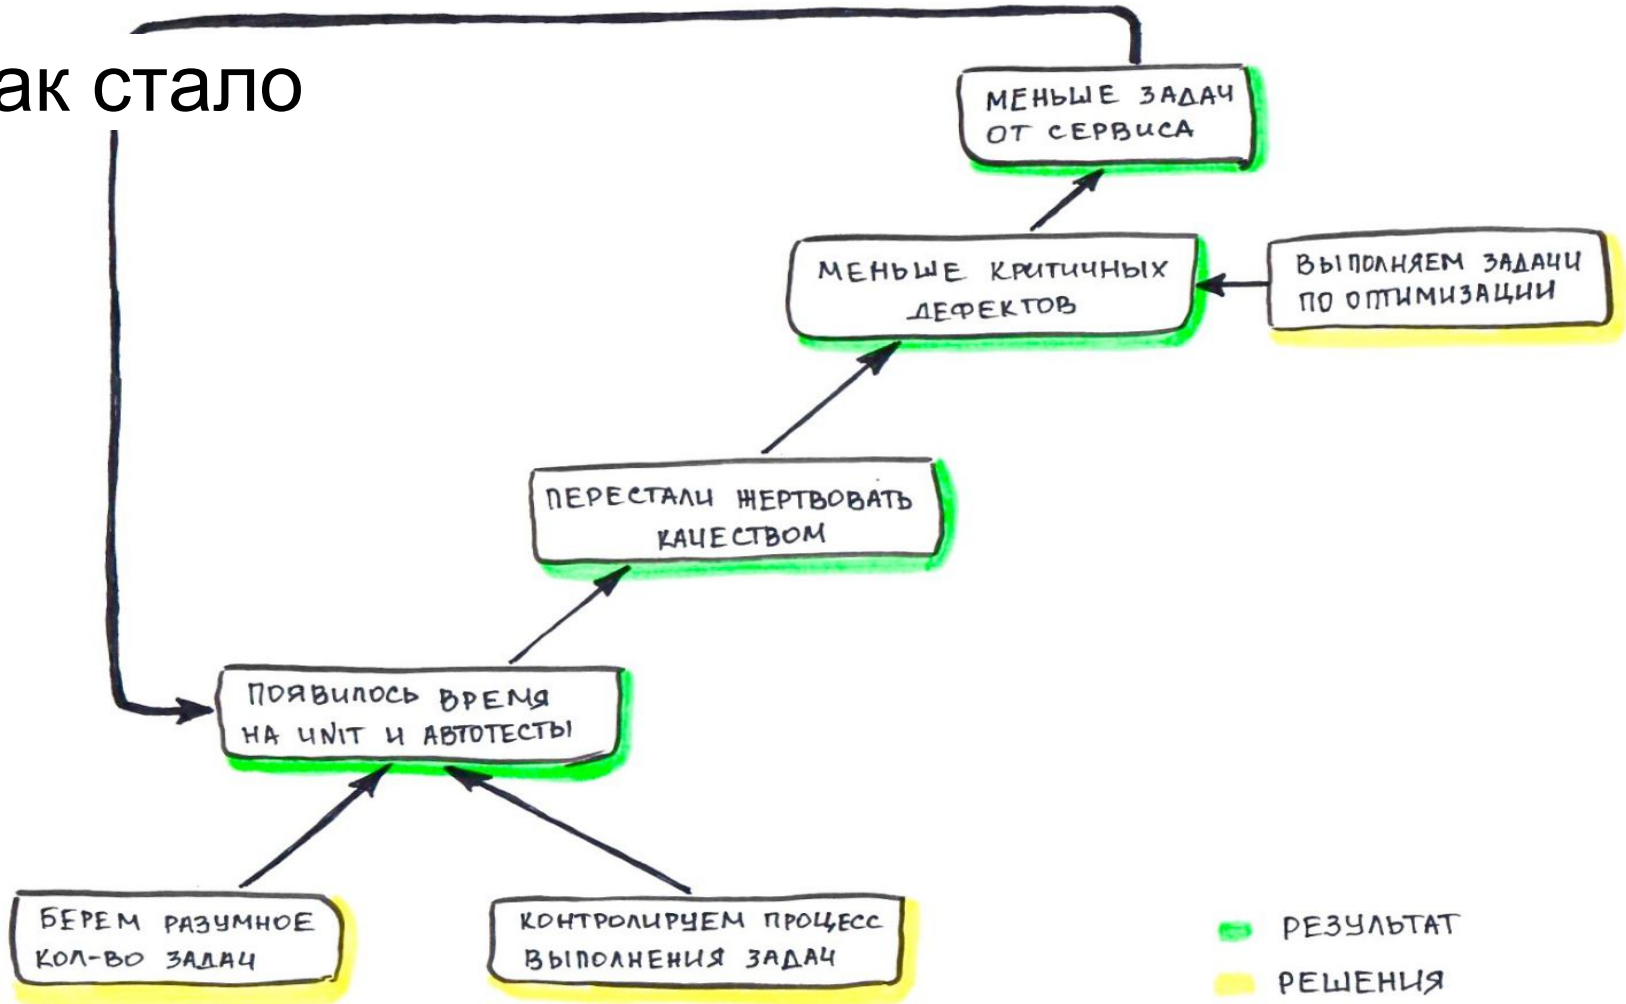 ак стало
МЕНЬШЕ ЗАДАЧ
ОТ СЕРВИСА
МЕНЬШЕ КРИТИЧНЫХ
ДЕФЕКТОВ
ВЫПОЛНЯЕМ ЗАДАЧИ
ПО ОПТИМИЗАЦИИ
ПЕРЕСТАЛИ ЖЕРТВОВАТЬ
КАЧЕСТВОМ
ПОЯВИЛОСЬ ВРЕМЯ
НА UNIT И АВТОТЕСТЫ
БЕРЕМ РАЗУМНОЕ
КОЛ-ВО ЗАДАЧ
КОНТРОЛИРУЕМ ПРОЦЕСС
ВЫПОЛНЕНИЯ ЗАДАЧ
РЕЗУЛЬТАТ
РЕШЕНИЯ